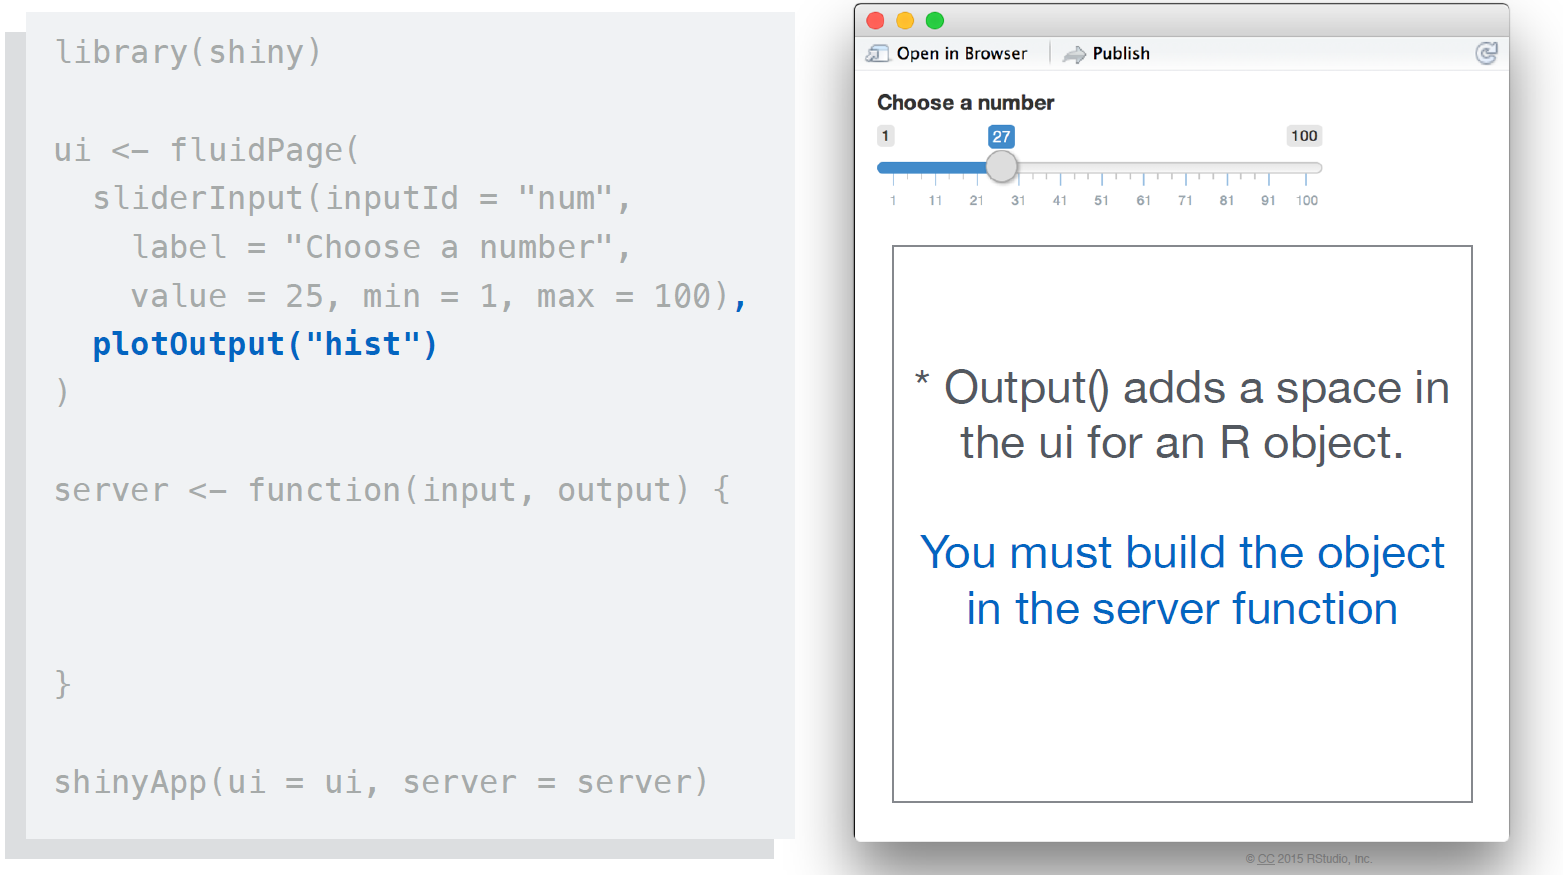 library(shiny)
ui <- fluidPage(
sliderInput(inputId = "num",
label = "Choose a number",
value = 25, min = 1, max = 100),
plotOutput("hist")
)
server <- function(input, output) {
}
shinyApp(ui = ui, server = server)
Open in Browser Publish
Choose a number
1 27 100
1 11 21 31 41 51 61 71 81 91 100
* Output() adds a space in
the ui for an R object.
You must build the object
in the server function
© CC 2015 RStudio, Inc.